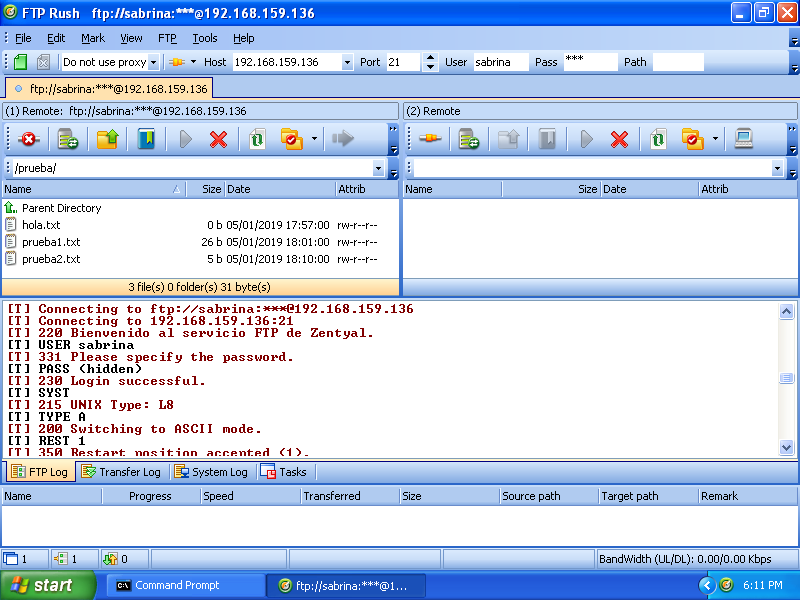 FTP Rush ftp://sabrina:***@192.168.159.136
File Edit Mark View FTP Tools Help
Do not use proxy Host 192.168.159.136 Port 21 User sabrina Pass *** Path
ftp://sabrina:***@192.168.159.136
(1) Remote: ftp://sabrina:***@192.168.159.136 (2) Remote
/prueba/
Name Size Date Attrib Name Size Date Attrib
Parent Directory
hola.txt 0 b 05/01/2019 17:57:00 rw-r--r--
prueba1.txt 26 b 05/01/2019 18:01:00 rw-r--r--
prueba2.txt 5 b 05/01/2019 18:10:00 rw-r--r--
3 file(s) 0 folder(s) 31 byte(s)
[T] Connecting to ftp://sabrina:***@192.168.159.136
[T] Connecting to 192.168.159.136:21
[T] 220 Bienvenido al servicio FTP de Zentyal.
[T] USER sabrina
[T] 331 Please specify the password.
[T] PASS (hidden)
[T] 230 Login successful.
[T] SYST
[T] 215 UNIX Type: L8
[T] TYPE A
[T] 200 Switching to ASCII mode.
[T] REST 1
[T] 350 Restart position accepted (1).
FTP Log Transfer Log System Log Tasks
Name Progress Speed Transferred Size Source path Target path Remark
1 1 0 BandWidth (UL/DL): 0.00/0.00 Kbps
start Command Prompt ftp://sabrina:***@1... 6:11 PM